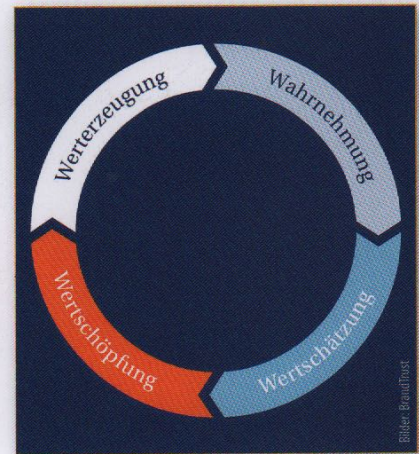 Werterzeugung
Wahrnehmung
Wertschätzung
Wertschöpfung
Bilder: BrandTrust